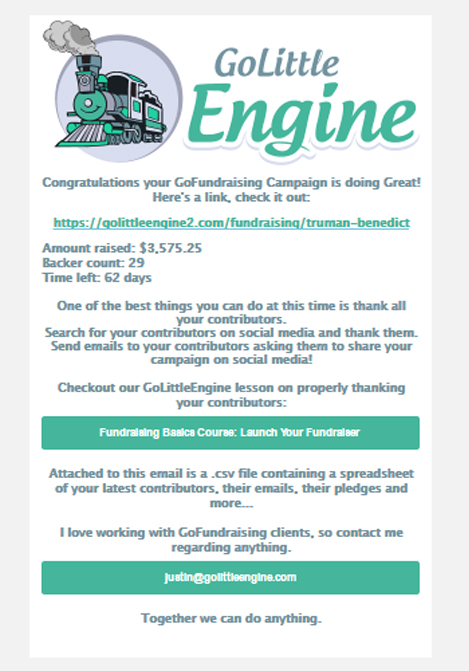 GoLittle
Engine
Congratulations your GoFundraising Campaign is doing Great!
Here's a link, check it out:
https://golittleengine2.com/fundraising/truman-benedict
Amount raised: $3,575.25
Backer count: 29
Time left: 62 days
One of the best things you can do at this time is thank all
your contributors.
Search for your contributors on social media and thank them.
Send emails to your contributors asking them to share your
campaign on social media!
Checkout our GoLittleEngine lesson on properly thanking
your contributors:
Fundraising Basics Course: Launch Your Fundraiser
Attached to this email is a .csv file containing a spreadsheet
of your latest contributors, their emails, their pledges and
more...
I love working with GoFundraising clients, so contact me
regarding anything.
justin@golittleengine.com
Together we can do anything.